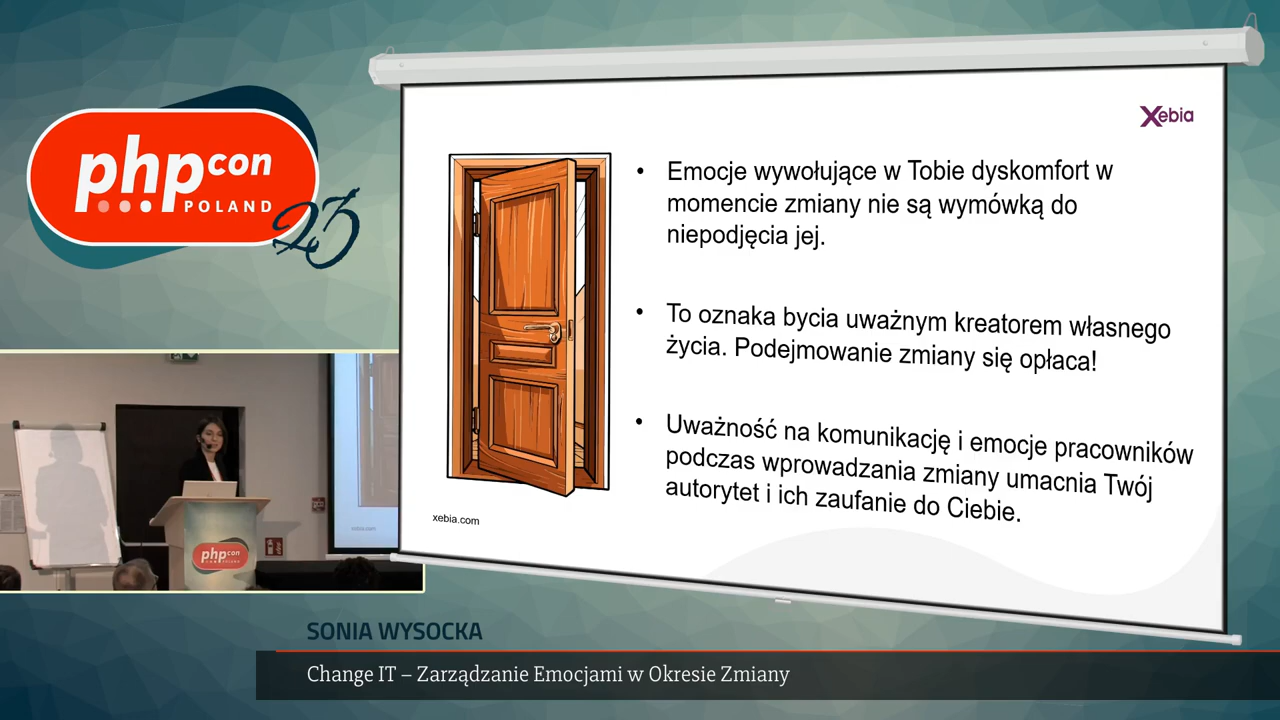 phpcon
POLAND
23
Xebia
• Emocje wywołujące w Tobie dyskomfort w
momencie zmiany nie są wymówką do
niepodjęcia jej.
• To oznaka bycia uważnym kreatorem własnego
życia. Podejmowanie zmiany się opłaca!
• Uważność na komunikację i emocje pracowników
podczas wprowadzania zmiany umacnia Twój
autorytet i ich zaufanie do Ciebie.
xebia.com
phpcon
SONIA WYSOCKA
Change IT – Zarządzanie Emocjami w Okresie Zmiany